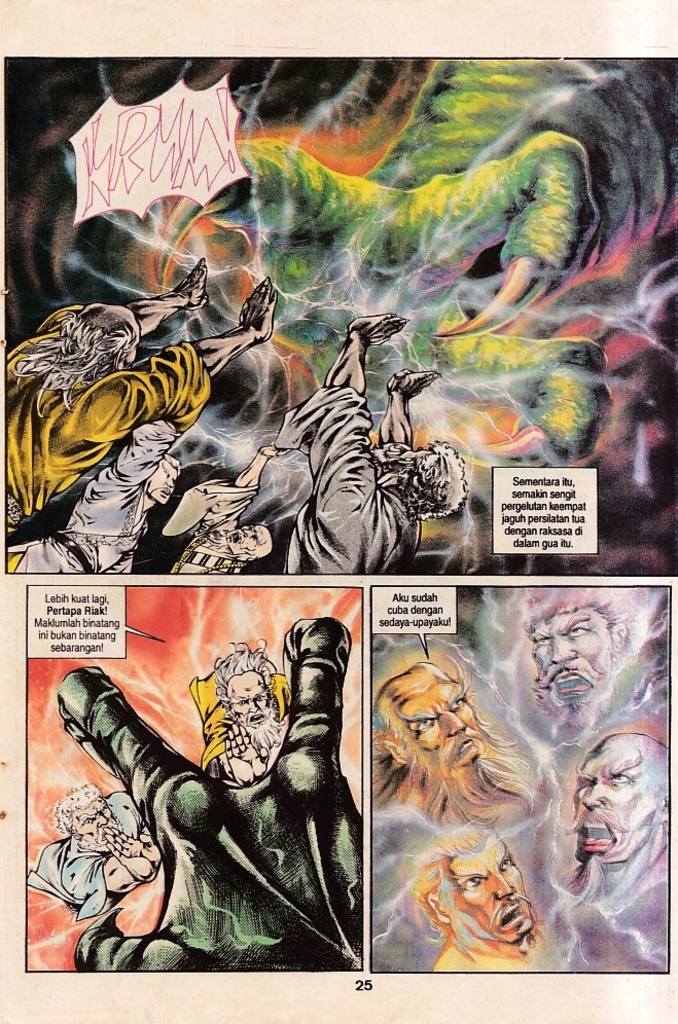 KRUM!
Sementara itu,
semakin sengit
pergelutan keempat
jaguh persilatan tua
dengan raksasa di
dalam gua itu.
Lebih kuat lagi,
Pertapa Riak!
Maklumlah binatang
ini bukan binatang
sebarangan!
Aku sudah
cuba dengan
sedaya-upayaku!
25